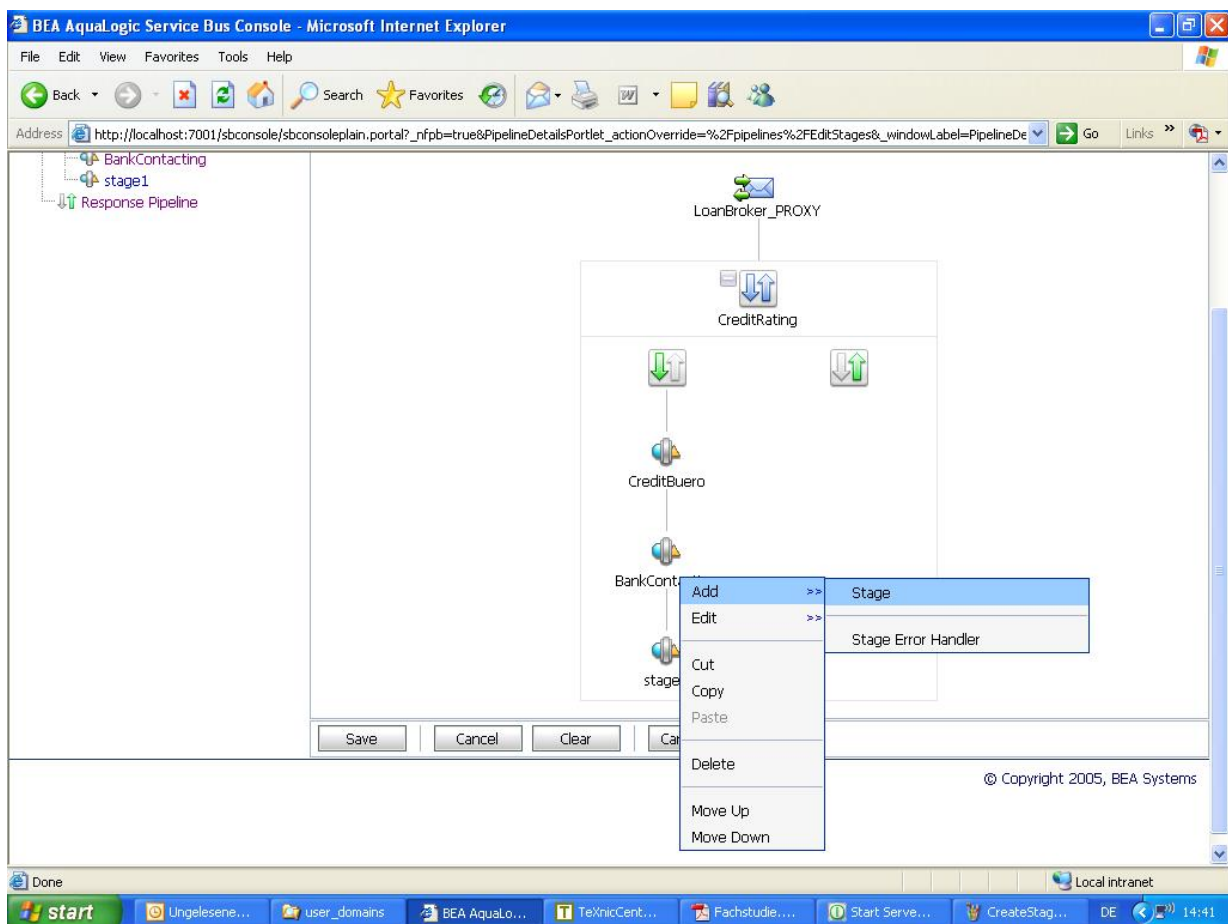 BEA AquaLogic Service Bus Console - Microsoft Internet Explorer
File Edit View Favorites Tools Help
Back Search Favorites
Address http://localhost:7001/sbconsole/sbconsoleplain.portal?_nfpb=true&PipelineDetailsPortlet_actionOverride=%2Fpipelines%2FEditStages&_windowLabel=PipelineDe Go Links »
BankContacting
stage1
Response Pipeline
LoanBroker_PROXY
CreditRating
CreditBuero
BankConta
stage
Add >>
Edit >>
Cut
Copy
Paste
Delete
Move Up
Move Down
Stage
Stage Error Handler
Save Cancel Clear Can
© Copyright 2005, BEA Systems
Done Local intranet
start Ungelesene... user_domains BEA AquaLo... TeXnicCent... Fachstudie.... Start Serve... CreateStag... DE 14:41